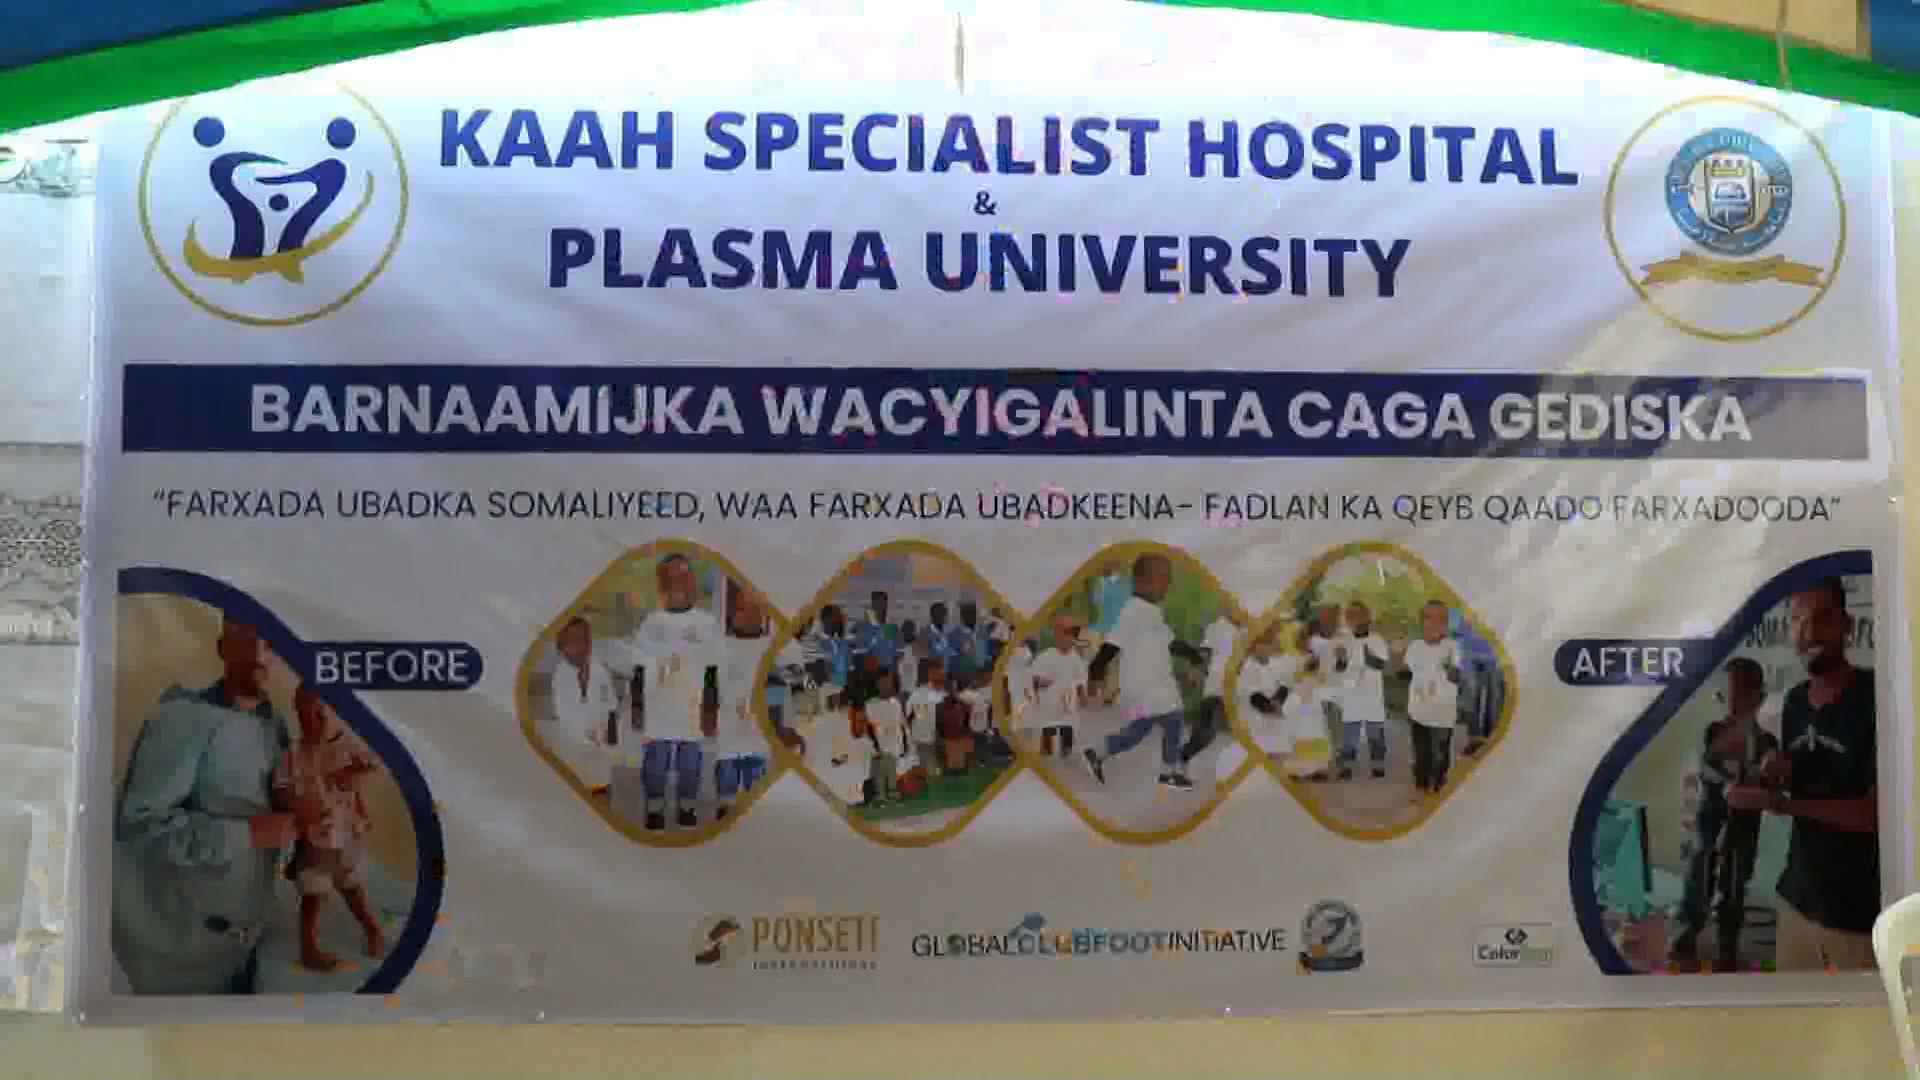 KAAH SPECIALIST HOSPITAL
&
PLASMA UNIVERSITY
BARNAAMIJKA WACYIGALINTA CAGA GEDISKA
“FARXADA UBADKA SOMALIYEED, WAA FARXADA UBADKEENA- FADLAN KA QEYB QAADO FARXADOODA”
BEFORE
AFTER
PONSETI
INTERNATIONAL
GLOBALCLUBFOOTINITIATIVE